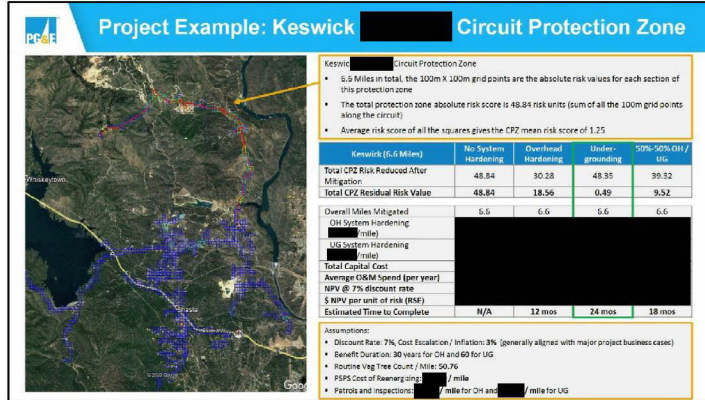 PG&E
Project Example: Keswick Circuit Protection Zone
Keswic Circuit Protection Zone
6.6 Miles in total, the 100m X 100m grid points are the absolute risk values for each section of
this protection zone
The total protection zone absolute risk score is 48.84 risk units (sum of all the 100m grid points
along the circuit)
Average risk score of all the squares gives the CPZ mean risk score of 1.25
Keswick (6.6 Miles) No System Hardening Overhead Hardening Under-grounding 50%-50% OH / UG
Total CPZ Risk Reduced After Mitigation 48.84 30.28 48.35 39.32
Total CPZ Residual Risk Value 48.84 18.56 0.49 9.52
Overall Miles Mitigated 6.6 6.6 6.6 6.6
OH System Hardening
/mile)
UG System Hardening
/mile)
Total Capital Cost
Average O&M Spend (per year)
NPV @ 7% discount rate
$ NPV per unit of risk (RSE)
Estimated Time to Complete N/A 12 mos 24 mos 18 mos
Assumptions:
Discount Rate: 7%, Cost Escalation / Inflation: 3% (generally aligned with major project business cases)
Benefit Duration: 30 years for OH and 60 for UG
Routine Veg Tree Count / Mile: 50.76
PSPS Cost of Reenergizing: / mile
Patrols and Inspections: / mile for OH and / mile for UG
Whiskeytown
Shasta
Goog